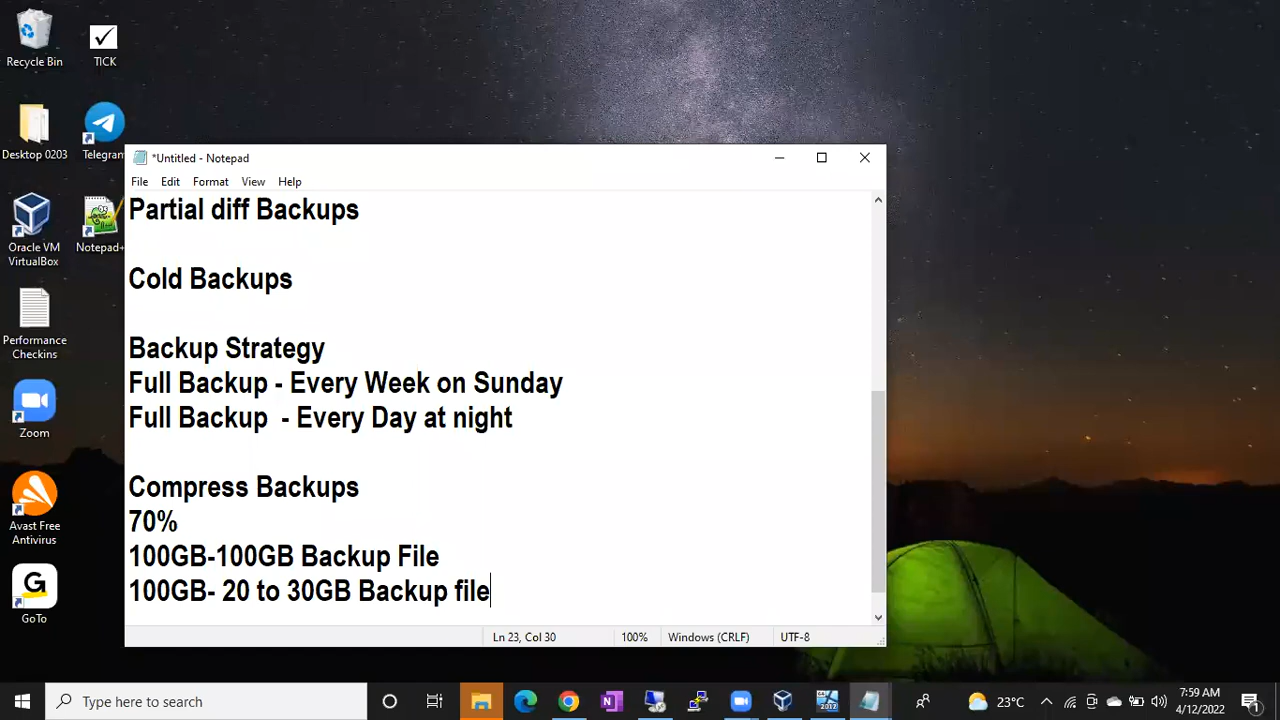 Recycle Bin
TICK
Desktop 0203
Telegram
Oracle VM
VirtualBox
Notepad+
Performance
Checkins
Zoom
Avast Free
Antivirus
GoTo
*Untitled - Notepad
File Edit Format View Help
Partial diff Backups
Cold Backups
Backup Strategy
Full Backup - Every Week on Sunday
Full Backup  - Every Day at night
Compress Backups
70%
100GB-100GB Backup File
100GB- 20 to 30GB Backup file
Ln 23, Col 30 100% Windows (CRLF) UTF-8
Type here to search
23°C
7:59 AM
4/12/2022